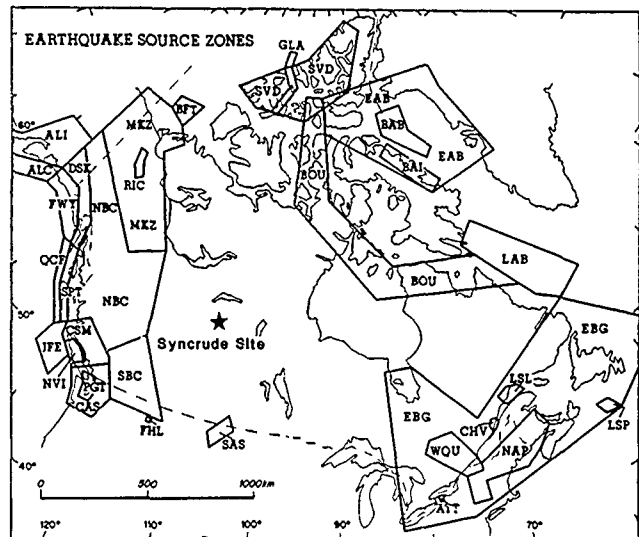 EARTHQUAKE SOURCE ZONES
GLA
SVD
SVD
60°
ALI
MKZ
BFT
EAB
BAB
EAB
ALC
DSK
BAI
RIC
BOU
FWY
NBC
MKZ
QCF
LAB
SPT
BOU
NBC
50°
CSM
Syncrude Site
EBG
JFE
NVI
SBC
PGT
LSL
CAS
EBG
CHV
LSP
FHL
SAS
WQU
NAP
40°
ATT
0 500 1000km
120° 110° 100° 90° 80° 70°